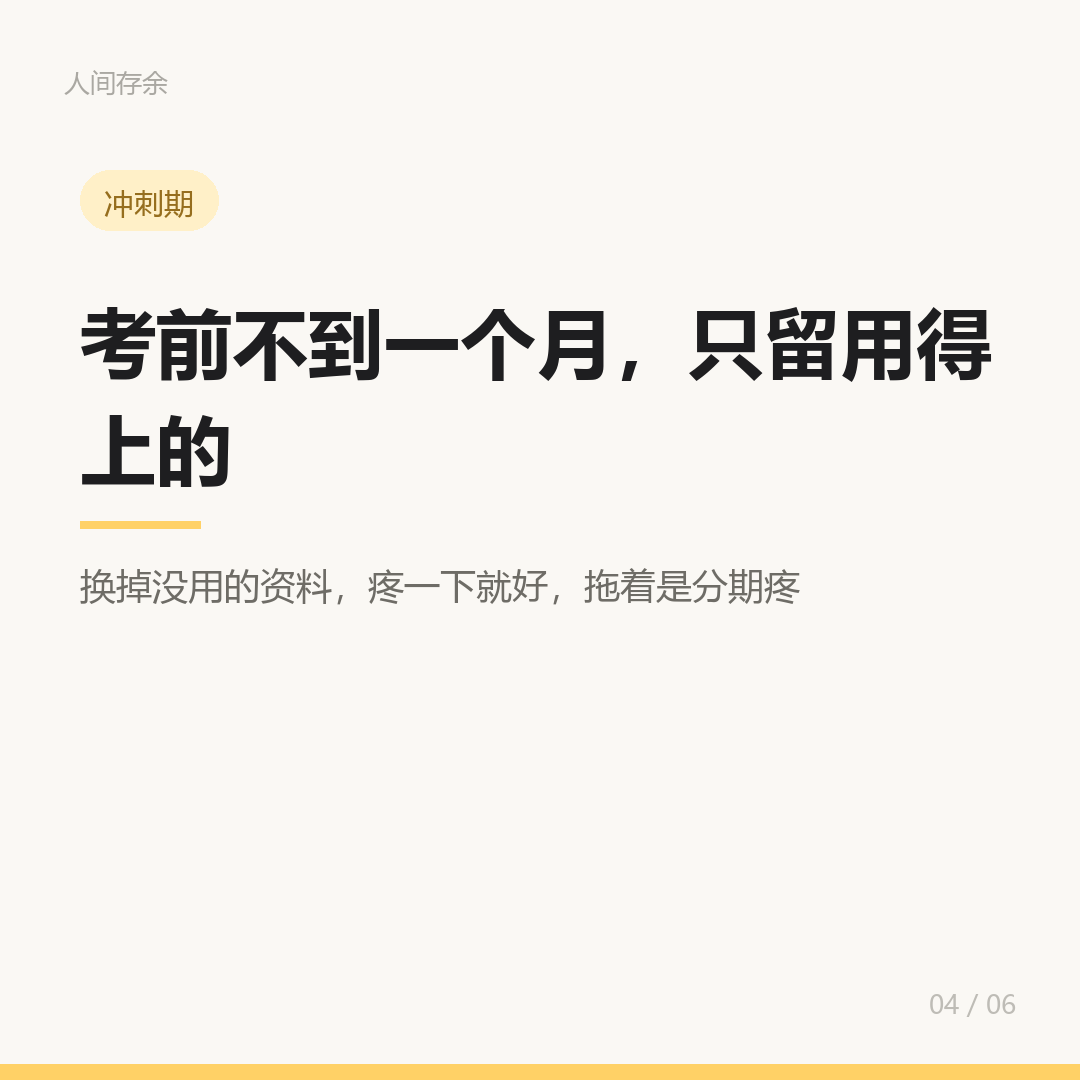 人间存余
冲刺期
考前不到一个月，只留用得
上的
换掉没用的资料，疼一下就好，拖着是分期疼
04 / 06